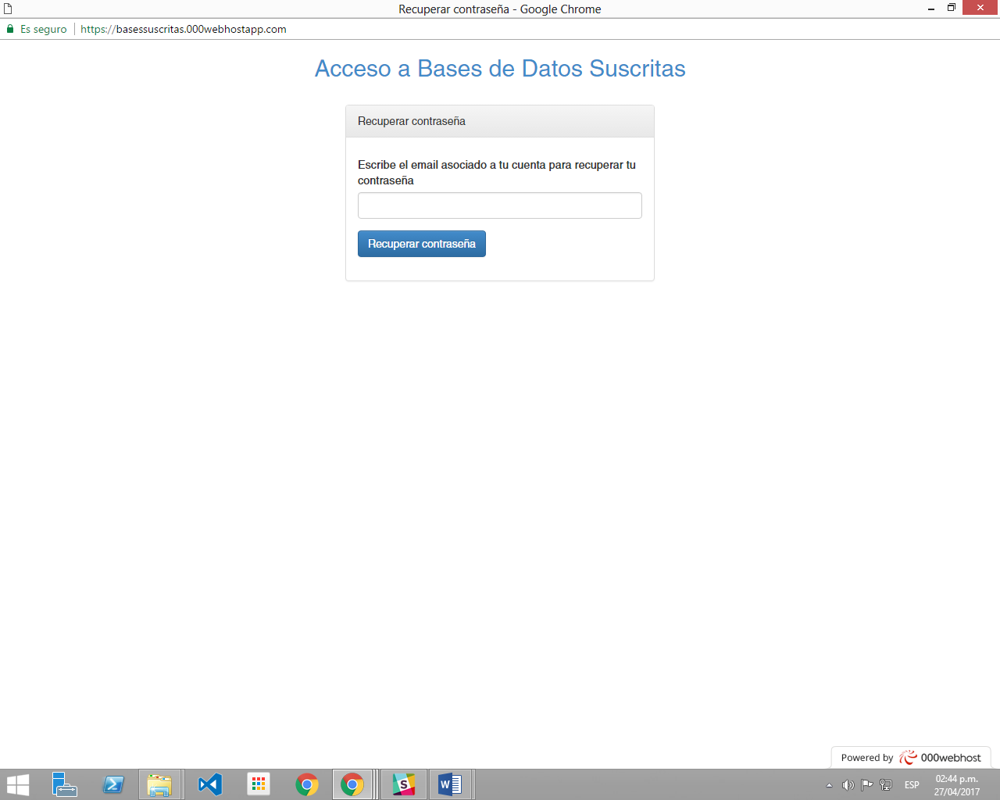 Recuperar contraseña - Google Chrome
Es seguro https://basessuscritas.000webhostapp.com
Acceso a Bases de Datos Suscritas
Recuperar contraseña
Escribe el email asociado a tu cuenta para recuperar tu
contraseña
Recuperar contraseña
Powered by 000webhost
ESP
02:44 p.m.
27/04/2017